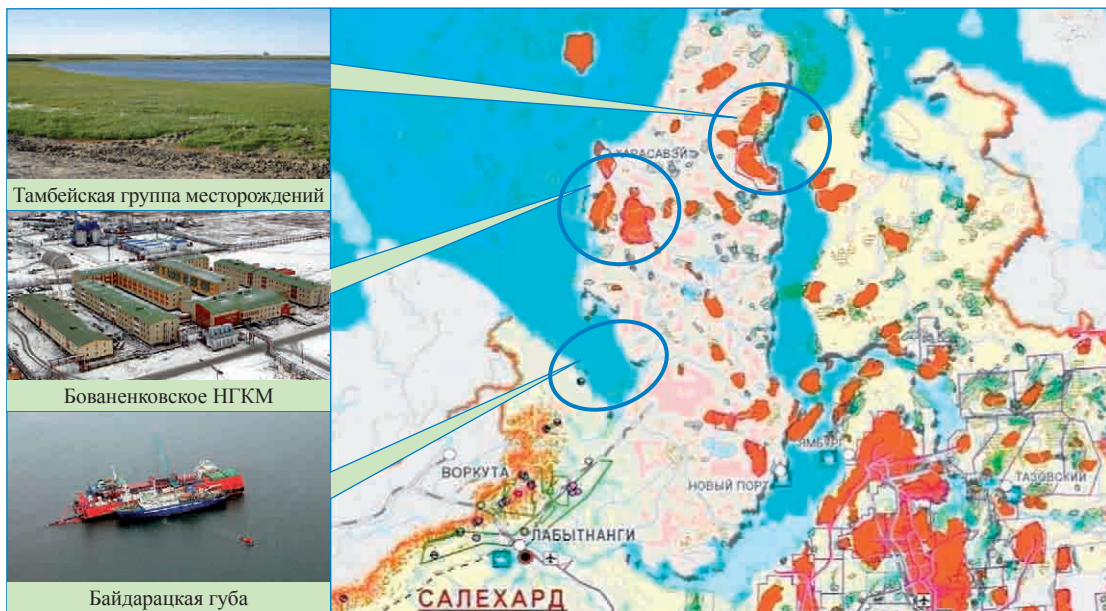 Тамбейская группа месторождений
Бованенковское НГКМ
Байдарацкая губа
ХАРАСАВЭЙ
ЯМБУРГ
ТАЗОВСКИЙ
НОВЫЙ ПОРТ
ВОРКУТА
ЛАБЫТНАНГИ
САЛЕХАРД